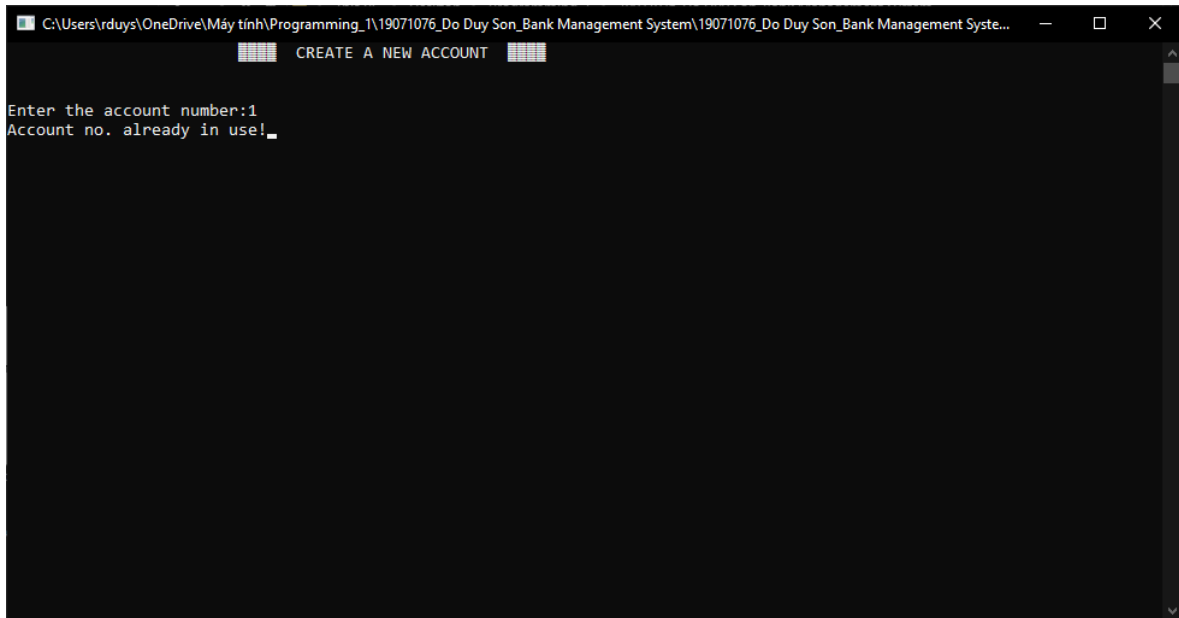 C:\Users\rduys\OneDrive\Máy tính\Programming_1\19071076_Do Duy Son_Bank Management System\19071076_Do Duy Son_Bank Management Syste...
CREATE A NEW ACCOUNT
Enter the account number:1
Account no. already in use!